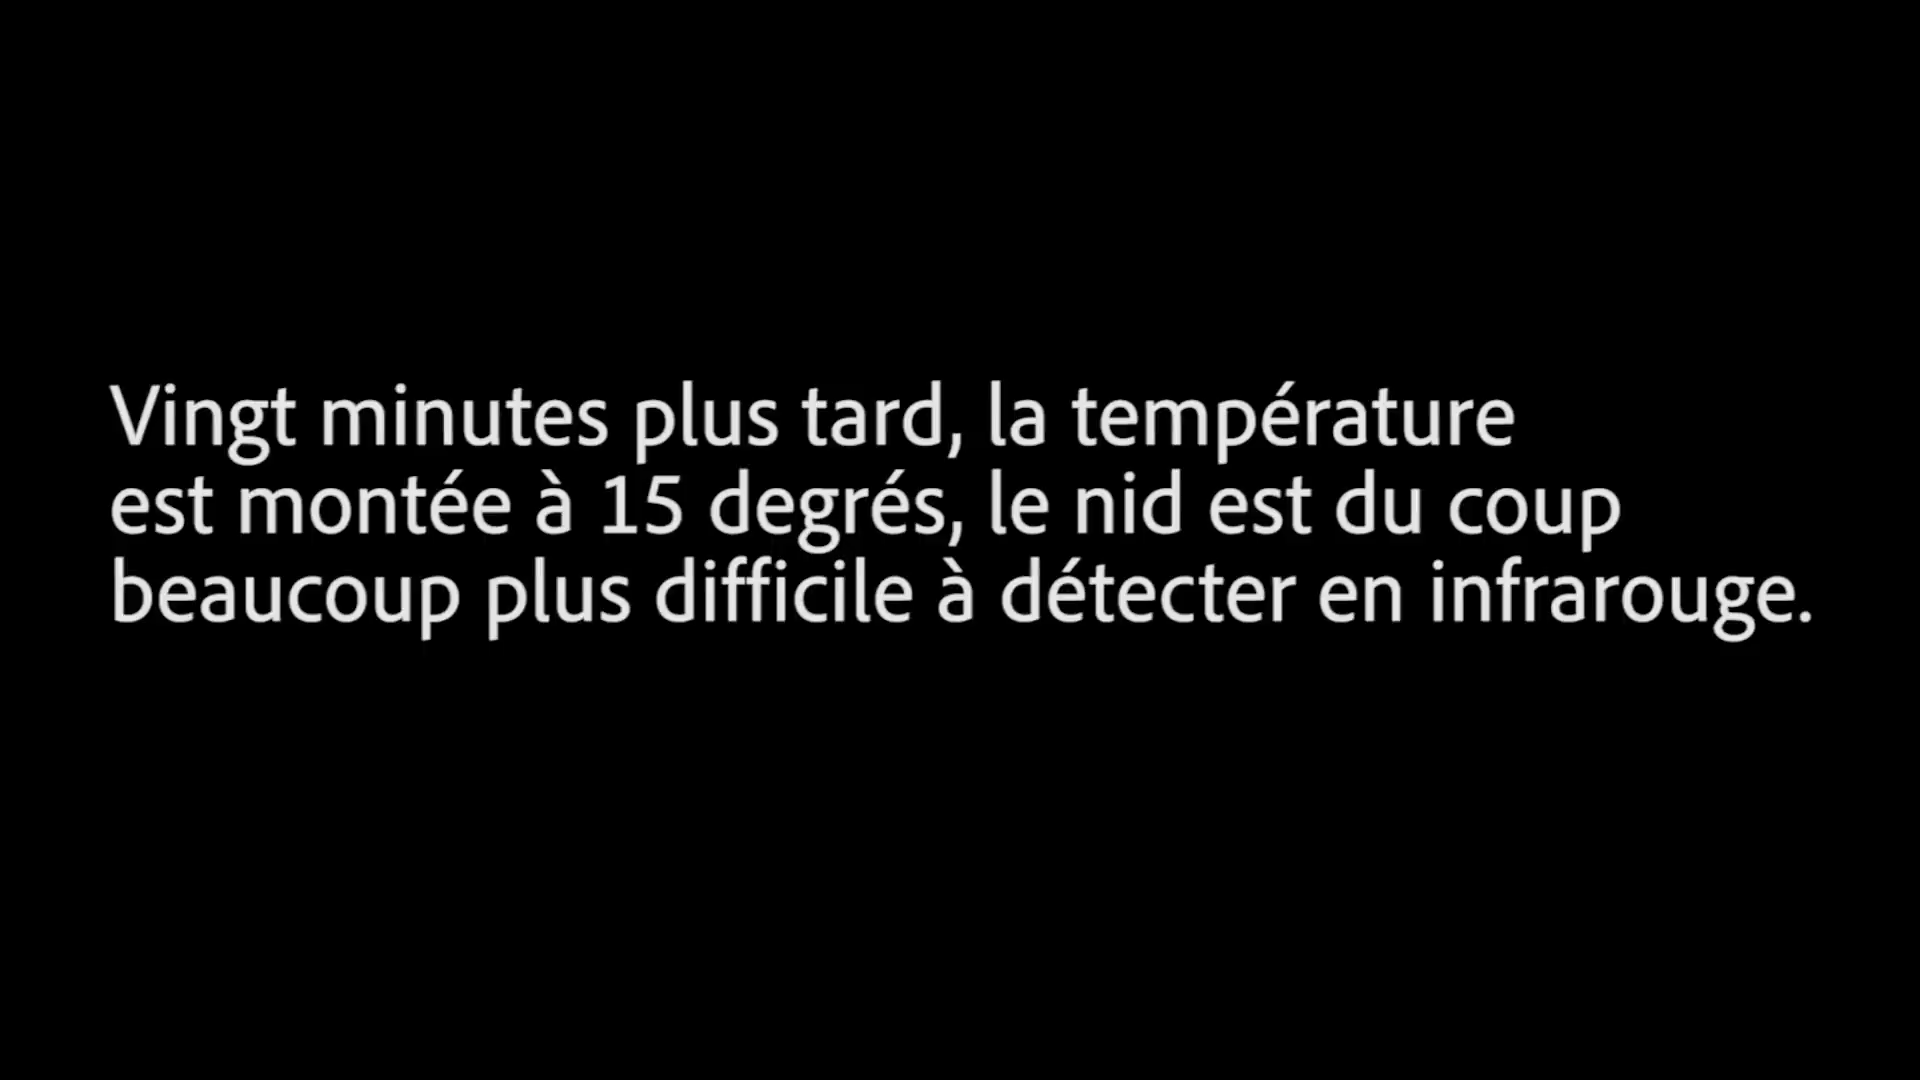 Vingt minutes plus tard, la température
est montée à 15 degrés, le nid est du coup
beaucoup plus difficile à détecter en infrarouge.